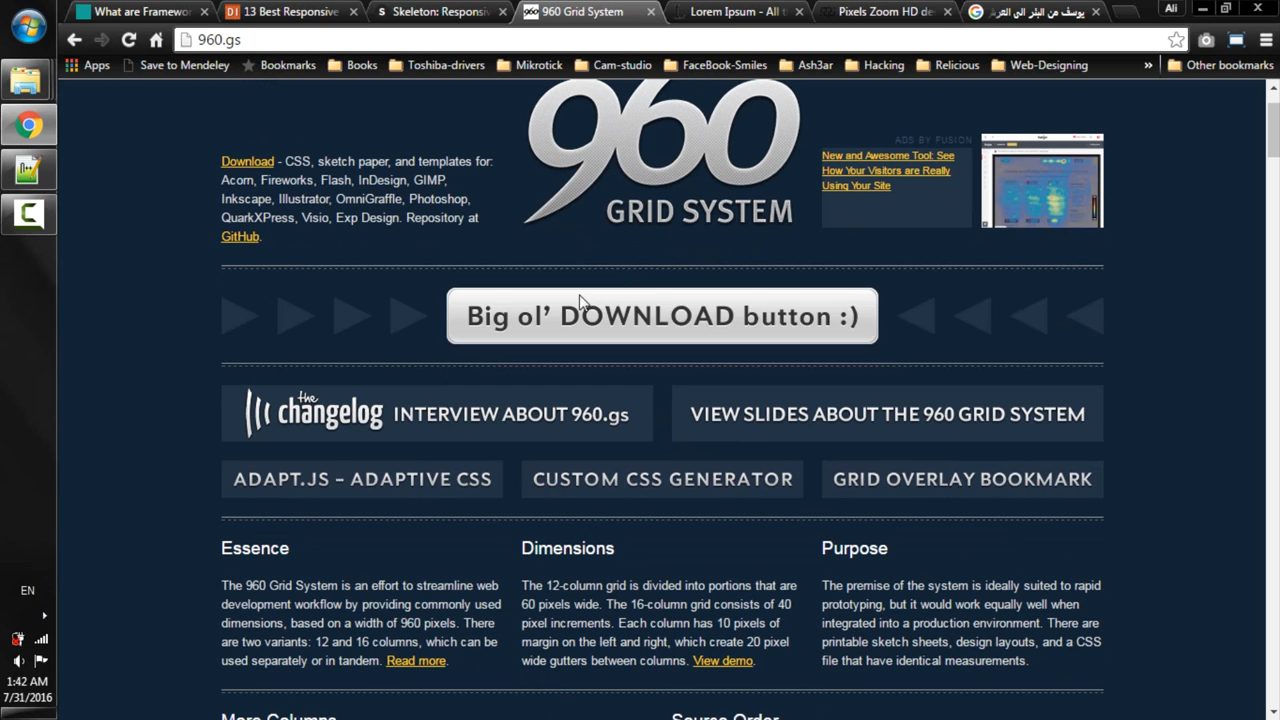 What are Framewo
13 Best Responsive
Skeleton: Respons
960 Grid System
Lorem Ipsum - All
Pixels Zoom HD de
يوسف من البئر الى العرش
Ali
960.gs
Apps
Save to Mendeley
Bookmarks
Books
Toshiba-drivers
Mikrotick
Cam-studio
FaceBook-Smiles
Ash3ar
Hacking
Relicious
Web-Designing
»
Other bookmarks
960
GRID SYSTEM
Download - CSS, sketch paper, and templates for:
Acorn, Fireworks, Flash, InDesign, GIMP,
Inkscape, Illustrator, OmniGraffle, Photoshop,
QuarkXPress, Visio, Exp Design. Repository at
GitHub.
ADS BY FUSION
New and Awesome Tool: See
How Your Visitors are Really
Using Your Site
Big ol’ DOWNLOAD button :)
the changelog INTERVIEW ABOUT 960.gs
VIEW SLIDES ABOUT THE 960 GRID SYSTEM
ADAPT.JS – ADAPTIVE CSS
CUSTOM CSS GENERATOR
GRID OVERLAY BOOKMARK
Essence
The 960 Grid System is an effort to streamline web
development workflow by providing commonly used
dimensions, based on a width of 960 pixels. There
are two variants: 12 and 16 columns, which can be
used separately or in tandem. Read more.
Dimensions
The 12-column grid is divided into portions that are
60 pixels wide. The 16-column grid consists of 40
pixel increments. Each column has 10 pixels of
margin on the left and right, which create 20 pixel
wide gutters between columns. View demo.
Purpose
The premise of the system is ideally suited to rapid
prototyping, but it would work equally well when
integrated into a production environment. There are
printable sketch sheets, design layouts, and a CSS
file that have identical measurements.
More Columns
Source Order
EN
1:42 AM
7/31/2016